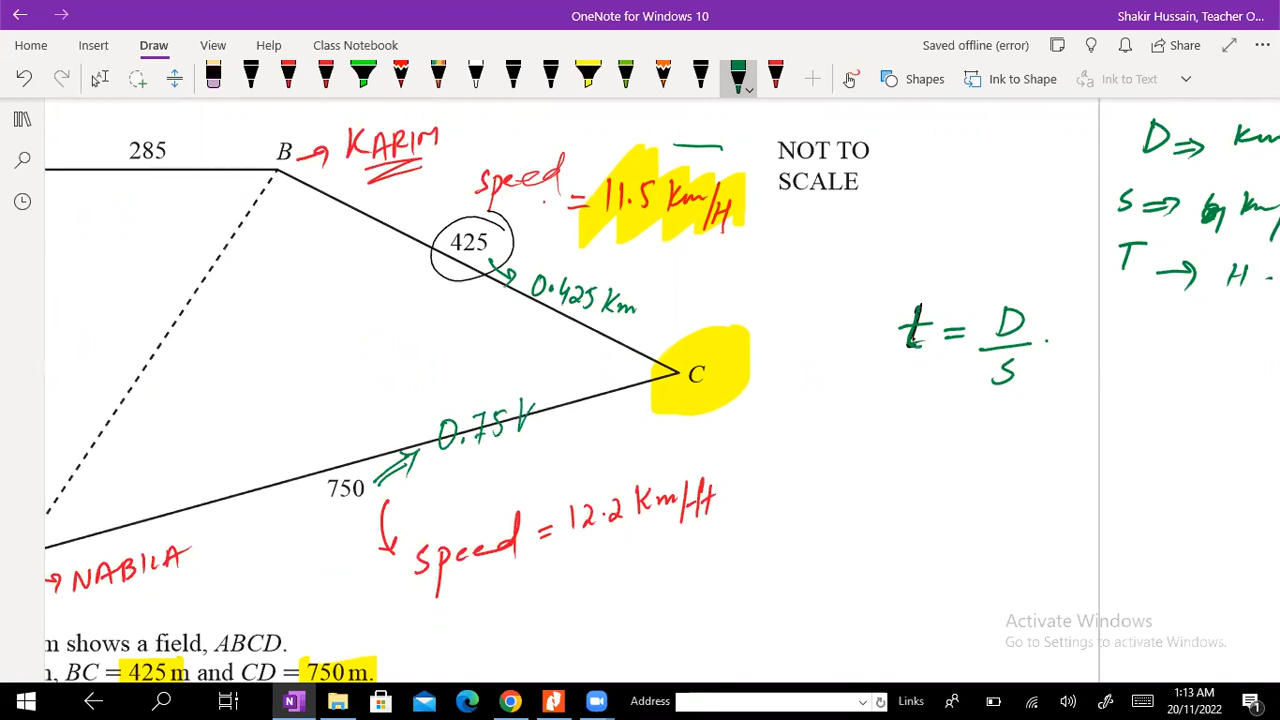 OneNote for Windows 10
Shakir Hussain, Teacher O...
Home Insert Draw View Help Class Notebook
Saved offline (error) Share
Shapes Ink to Shape Ink to Text
285
B → KARIM
speed = 11.5 Km/H
NOT TO
SCALE
D ⇒ Km
S ⇒ Km/
T → H
425
0.425 Km
t = D/S
C
0.75
750
speed = 12.2 Km/H
→ NABILA
m shows a field, ABCD.
, BC = 425 m and CD = 750 m.
Activate Windows
Go to Settings to activate Windows.
Address
Links
1:13 AM
20/11/2022